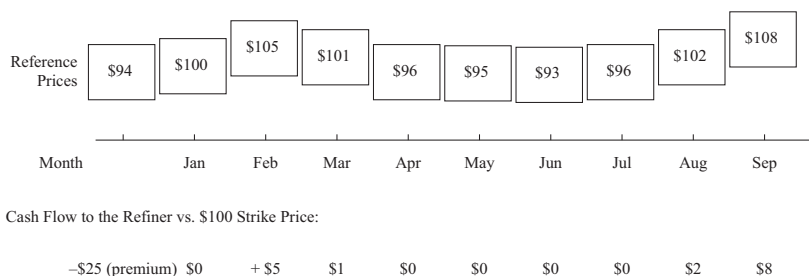 Reference Prices
$94 $100 $105 $101 $96 $95 $93 $96 $102 $108
Month Jan Feb Mar Apr May Jun Jul Aug Sep
Cash Flow to the Refiner vs. $100 Strike Price:
–$25 (premium) $0 + $5 $1 $0 $0 $0 $0 $2 $8